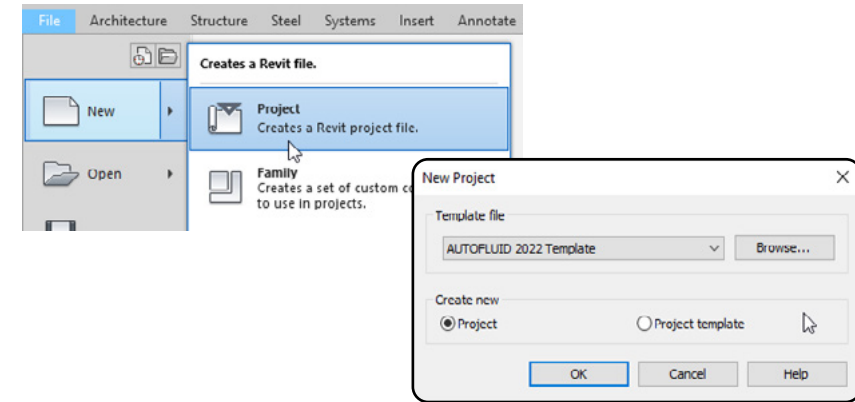 File Architecture Structure Steel Systems Insert Annotate
Creates a Revit file.
New
Project
Creates a Revit project file.
Open
Family
Creates a set of custom
to use in projects.
New Project
Template file
AUTOFLUID 2022 Template
Browse...
Create new
Project
Project template
OK
Cancel
Help